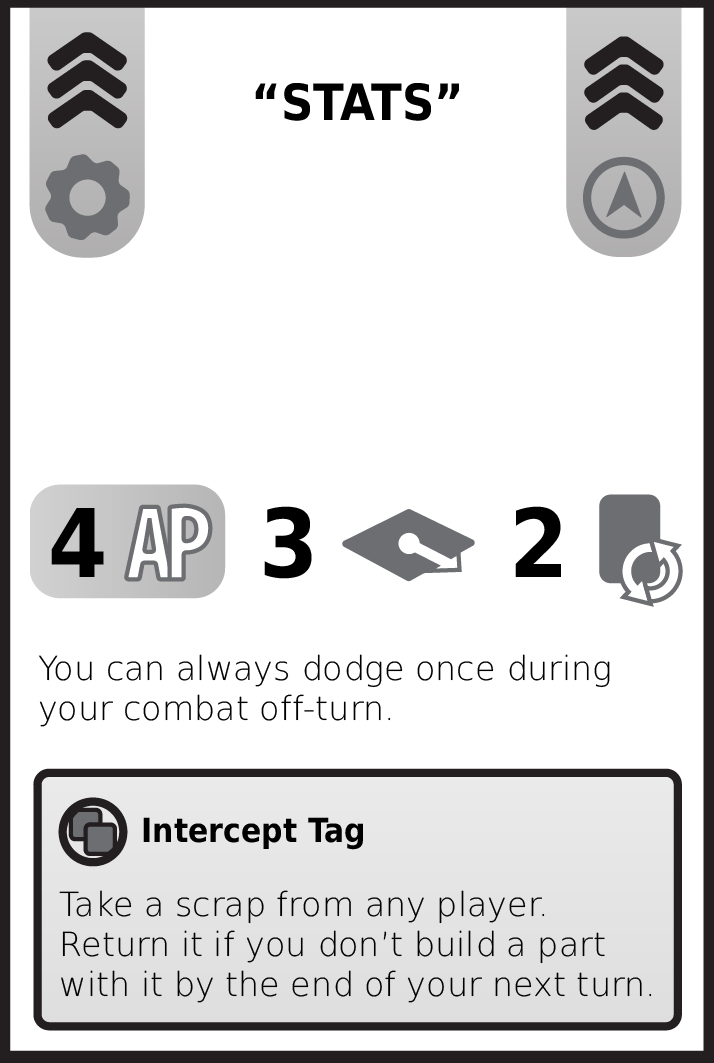 “STATS”
4 AP 3 2
You can always dodge once during
your combat off-turn.
Intercept Tag
Take a scrap from any player.
Return it if you don’t build a part
with it by the end of your next turn.